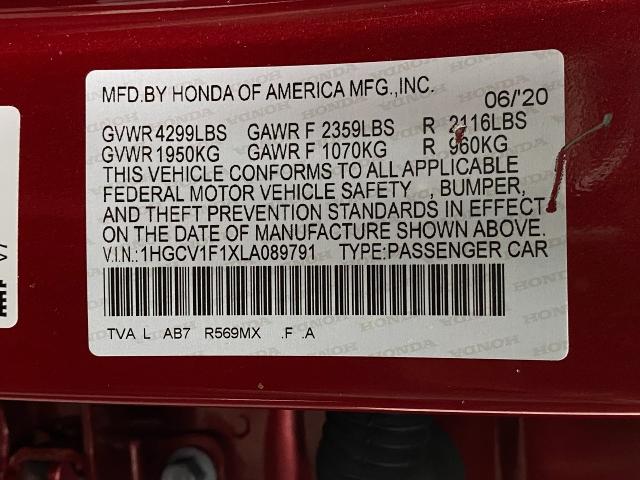 MFD.BY HONDA OF AMERICA MFG.,INC.
06/'20
GVWR 4299LBS GAWR F 2359LBS R 2116LBS
GVWR 1950KG GAWR F 1070KG R 960KG
THIS VEHICLE CONFORMS TO ALL APPLICABLE
FEDERAL MOTOR VEHICLE SAFETY , BUMPER,
AND THEFT PREVENTION STANDARDS IN EFFECT
ON THE DATE OF MANUFACTURE SHOWN ABOVE.
V.I.N.:1HGCV1F1XLA089791 TYPE:PASSENGER CAR
TVA L AB7 R569MX .F .A